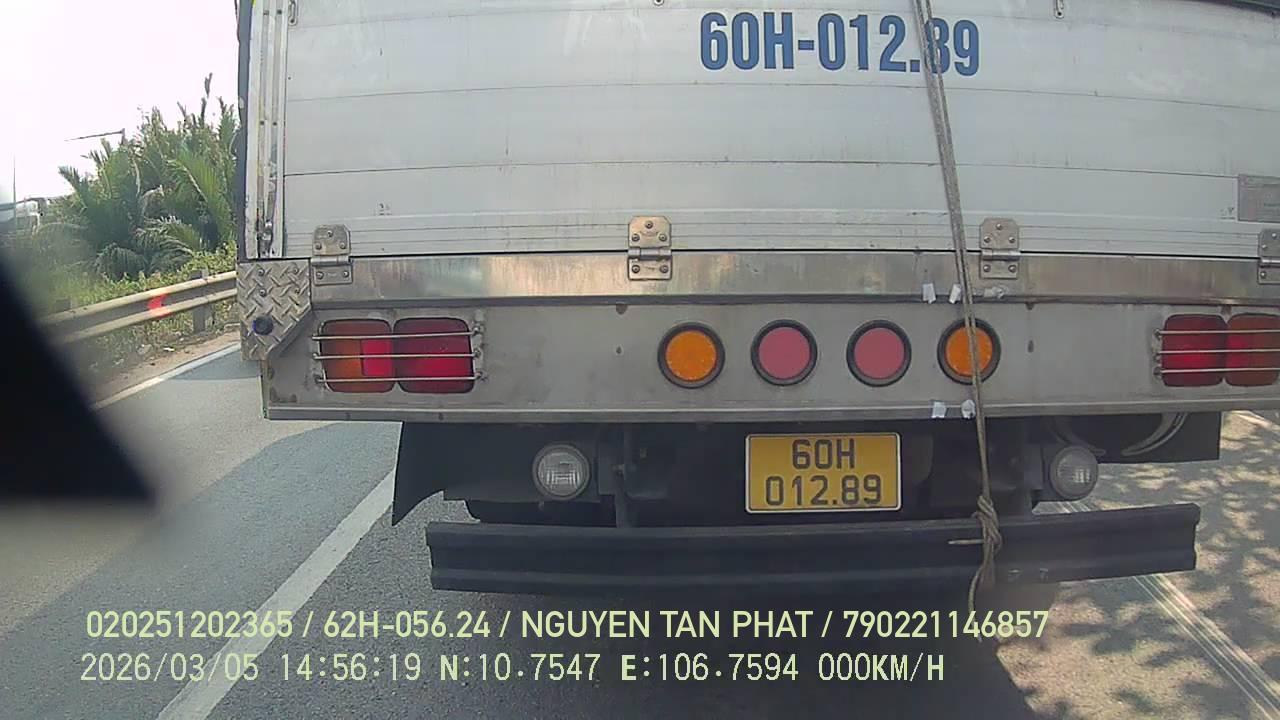 60H-012.89
60H
012.89
020251202365 / 62H-056.24 / NGUYEN TAN PHAT / 790221146857
2026/03/05 14:56:19 N:10.7547 E:106.7594 000KM/H